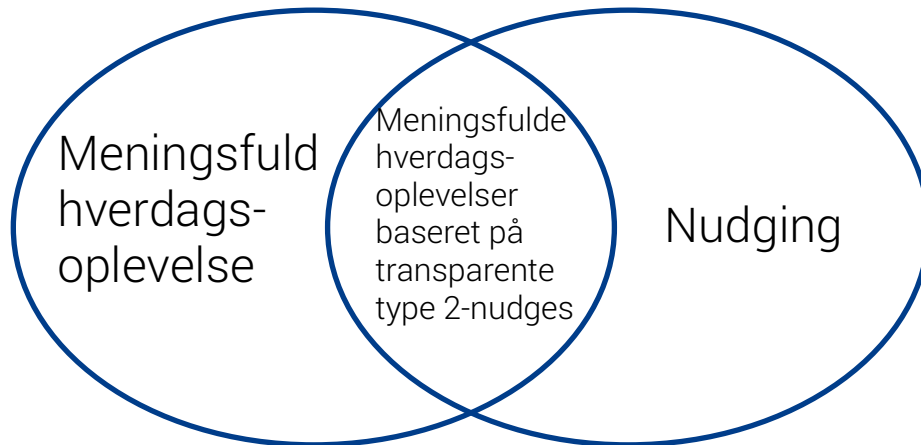 Meningsfuld
hverdags-
oplevelse
Meningsfulde
hverdags-
oplevelser
baseret på
transparente
type 2-nudges
Nudging